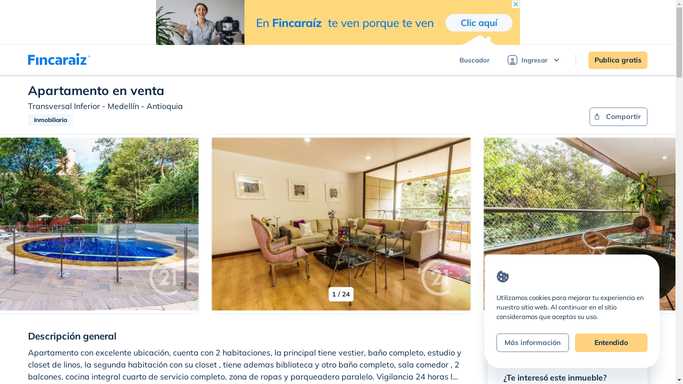 En Fincaraíz te ven porque te ven
Clic aquí
Fincaraiz
Buscador
Ingresar
Publica gratis
Apartamento en venta
Transversal Inferior - Medellín - Antioquia
Inmobiliaria
Compartir
21
21
1 / 24
Utilizamos cookies para mejorar tu experiencia en
nuestro sitio web. Al continuar en el sitio
consideramos que aceptas su uso.
Más información
Entendido
Descripción general
Apartamento con excelente ubicación, cuenta con 2 habitaciones, la principal tiene vestier, baño completo, estudio y
closet de linos, la segunda habitación con su closet , tiene ademas biblioteca y otro baño completo, sala comedor , 2
balcones, cocina integral cuarto de servicio completo, zona de ropas y parqueadero paralelo. Vigilancia 24 horas l...
¿Te interesó este inmueble?